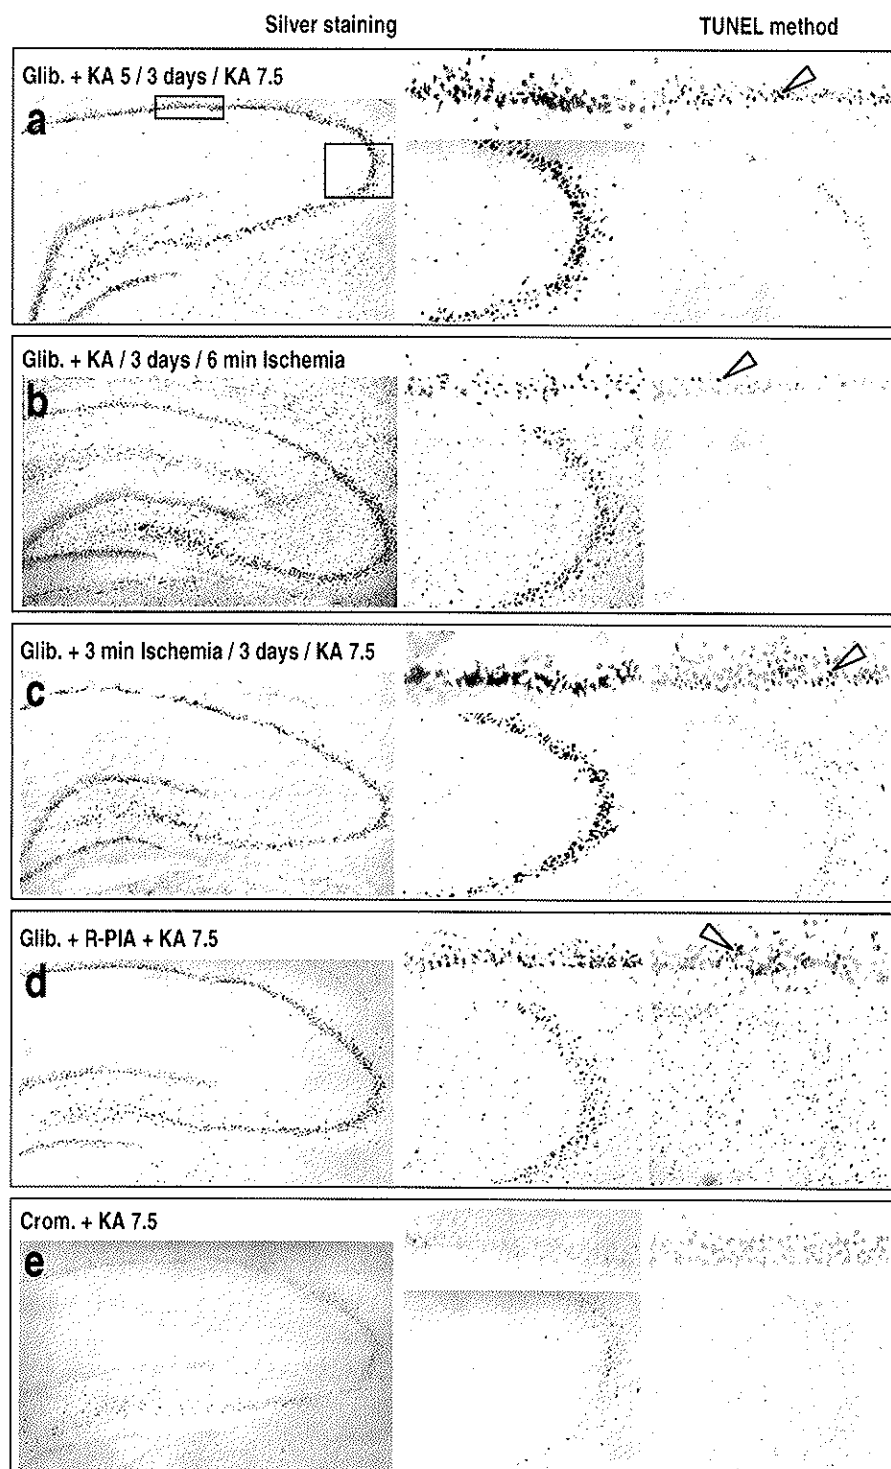 Silver staining
TUNEL method
Glib. + KA 5 / 3 days / KA 7.5
a
Glib. + KA / 3 days / 6 min Ischemia
b
Glib. + 3 min Ischemia / 3 days / KA 7.5
c
Glib. + R-PIA + KA 7.5
d
Crom. + KA 7.5
e